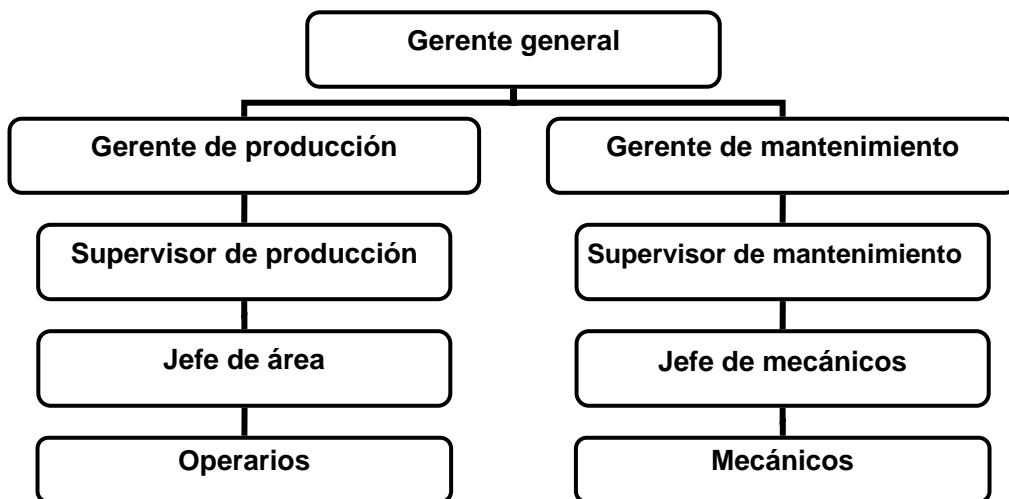 Gerente general
Gerente de producción
Gerente de mantenimiento
Supervisor de producción
Supervisor de mantenimiento
Jefe de área
Jefe de mecánicos
Operarios
Mecánicos